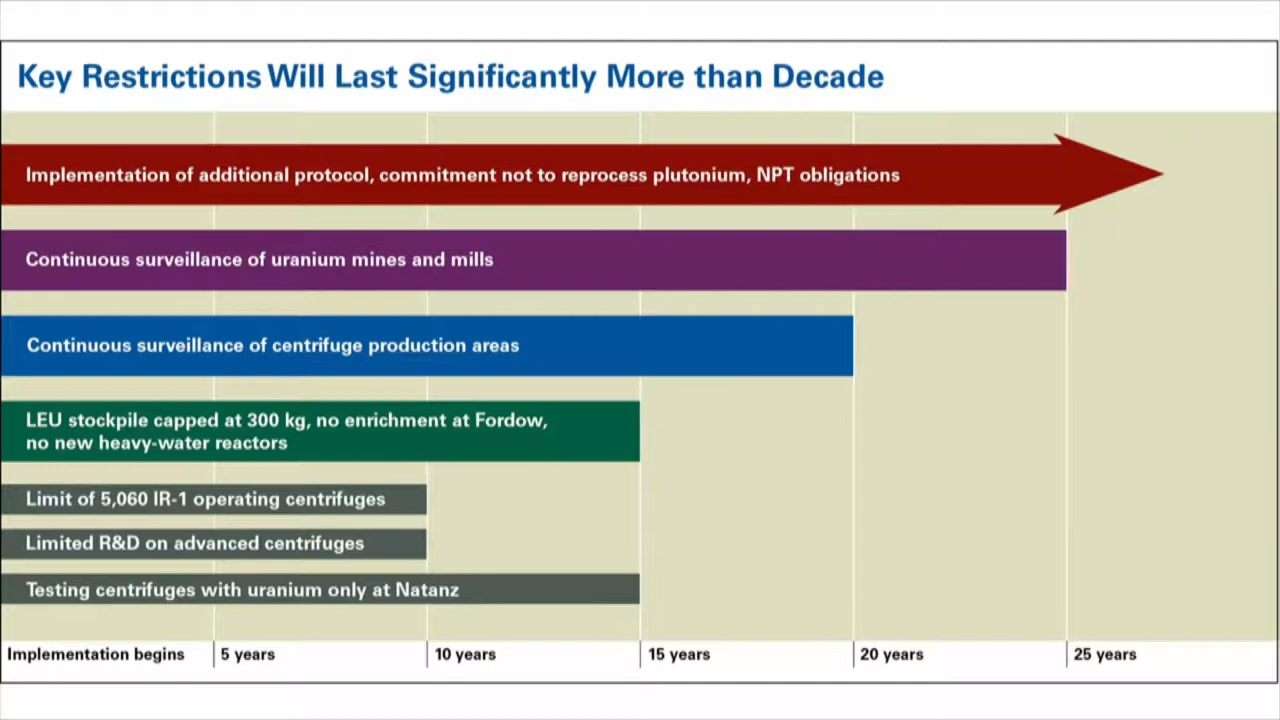 Key Restrictions Will Last Significantly More than Decade
Implementation of additional protocol, commitment not to reprocess plutonium, NPT obligations
Continuous surveillance of uranium mines and mills
Continuous surveillance of centrifuge production areas
LEU stockpile capped at 300 kg, no enrichment at Fordow,
no new heavy-water reactors
Limit of 5,060 IR-1 operating centrifuges
Limited R&D on advanced centrifuges
Testing centrifuges with uranium only at Natanz
Implementation begins 5 years 10 years 15 years 20 years 25 years